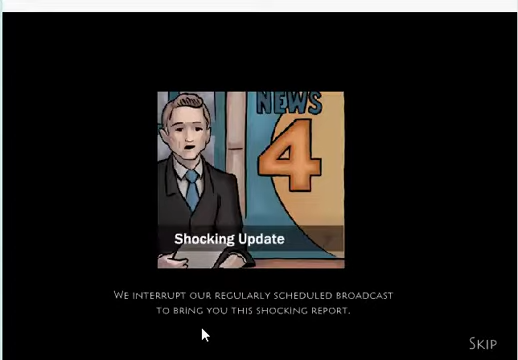 NEWS
4
Shocking Update
We interrupt our regularly scheduled broadcast
to bring you this shocking report.
Skip